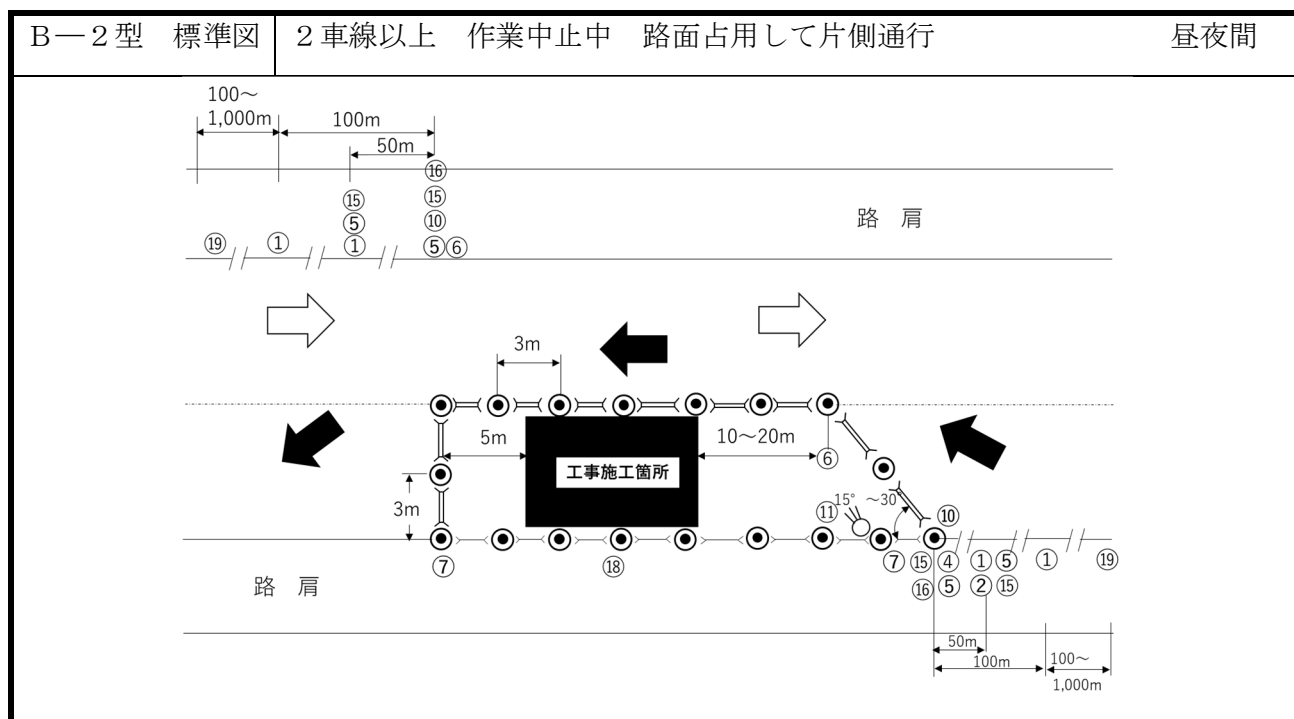 B―2型 標準図 2車線以上 作業中止中 路面占用して片側通行 昼夜間
100～
1,000m
100m
50m
⑯
⑮ ⑮
⑤ ⑩
⑲ ① ① ⑤⑥
路 肩
3m
5m
10～20m
⑥
工事施工箇所
3m
⑪ 15° ～30°
⑩
⑦ ⑱ ⑦ ⑮ ④ ① ⑤ ① ⑲
⑯ ⑤ ② ⑮
路 肩
50m
100m
100～
1,000m